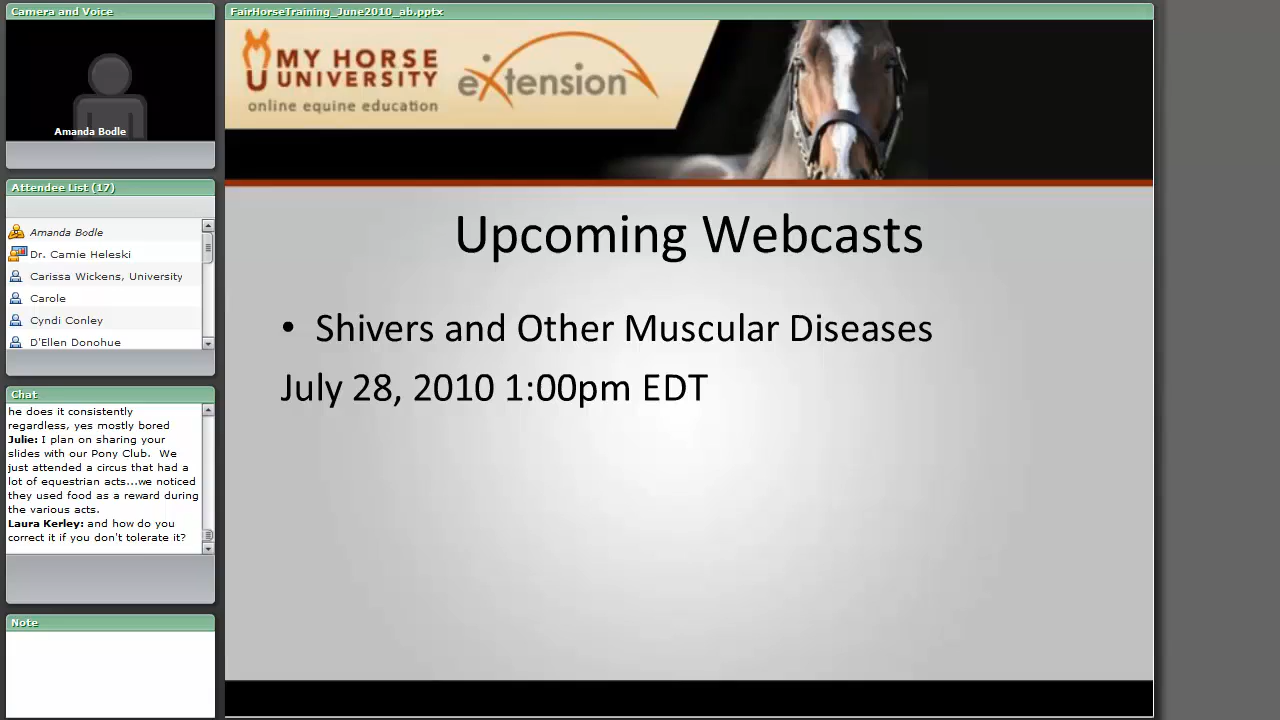 Camera and Voice
Amanda Bodle
Attendee List (17)
Amanda Bodle
Dr. Camie Heleski
Carissa Wickens, University
Carole
Cyndi Conley
D'Ellen Donohue
Chat
he does it consistently
regardless, yes mostly bored
Julie: I plan on sharing your
slides with our Pony Club. We
just attended a circus that had a
lot of equestrian acts...we noticed
they used food as a reward during
the various acts.
Laura Kerley: and how do you
correct it if you don't tolerate it?
Note
FairHorseTraining_June2010_ab.pptx
MY HORSE
UNIVERSITY
online equine education
eXtension
Upcoming Webcasts
• Shivers and Other Muscular Diseases
July 28, 2010 1:00pm EDT